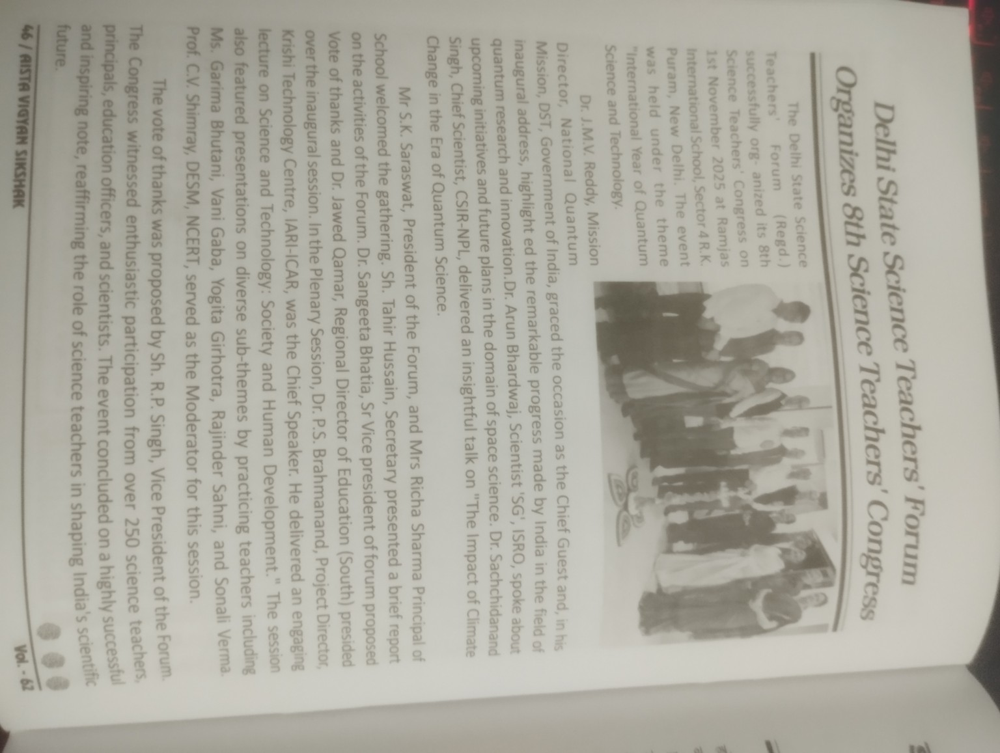 Delhi State Science Teachers' Forum
Organizes 8th Science Teachers' Congress
The Delhi State Science
Teachers' Forum (Regd.)
successfully org- anized its 8th
Science Teachers' Congress on
1st November 2025 at Ramjas
International School, Sector 4 R.K.
Puram, New Delhi. The event
was held under the theme
"International Year of Quantum
Science and Technology.
Dr. J.M.V. Reddy, Mission
Director, National Quantum
Mission, DST, Government of India, graced the occasion as the Chief Guest and, in his
inaugural address, highlight ed the remarkable progress made by India in the field of
quantum research and innovation.Dr. Arun Bhardwaj, Scientist 'SG', ISRO, spoke about
upcoming initiatives and future plans in the domain of space science. Dr. Sachchidanand
Singh, Chief Scientist, CSIR-NPL, delivered an insightful talk on "The Impact of Climate
Change in the Era of Quantum Science.
Mr S.K. Saraswat, President of the Forum, and Mrs Richa Sharma Principal of
School welcomed the gathering. Sh. Tahir Hussain, Secretary presented a brief report
on the activities of the Forum. Dr. Sangeeta Bhatia, Sr Vice president of forum proposed
Vote of thanks and Dr. Jawed Qamar, Regional Director of Education (South) presided
over the inaugural session. In the Plenary Session, Dr. P.S. Brahmanand, Project Director,
Krishi Technology Centre, IARI-ICAR, was the Chief Speaker. He delivered an engaging
lecture on Science and Technology: Society and Human Development." The session
also featured presentations on diverse sub-themes by practicing teachers including
Ms. Garima Bhutani, Vani Gaba, Yogita Girhotra, Rajinder Sahni, and Sonali Verma.
Prof. C.V. Shimray, DESM, NCERT, served as the Moderator for this session.
The vote of thanks was proposed by Sh. R.P. Singh, Vice President of the Forum.
The Congress witnessed enthusiastic participation from over 250 science teachers,
principals, education officers, and scientists. The event concluded on a highly successful
and inspiring note, reaffirming the role of science teachers in shaping India's scientific
future.
46 / AISTA VIGYAN SIKSHAK
Vol. - 62